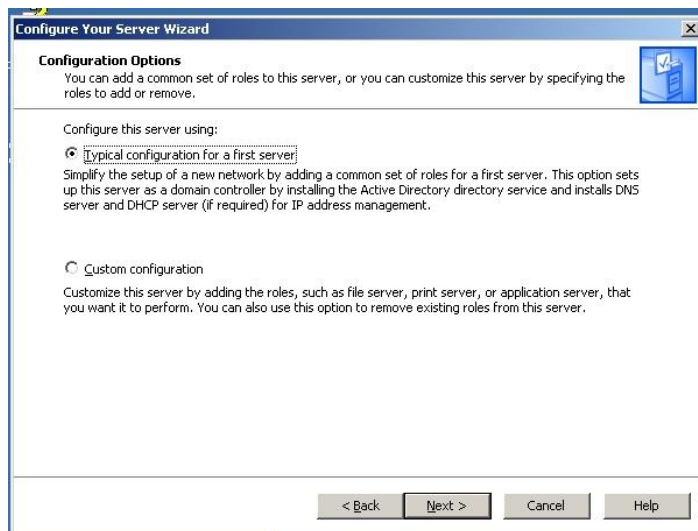 Configure Your Server Wizard
Configuration Options
You can add a common set of roles to this server, or you can customize this server by specifying the
roles to add or remove.
Configure this server using:
Typical configuration for a first server
Simplify the setup of a new network by adding a common set of roles for a first server. This option sets
up this server as a domain controller by installing the Active Directory directory service and installs DNS
server and DHCP server (if required) for IP address management.
Custom configuration
Customize this server by adding the roles, such as file server, print server, or application server, that
you want it to perform. You can also use this option to remove existing roles from this server.
< Back Next > Cancel Help